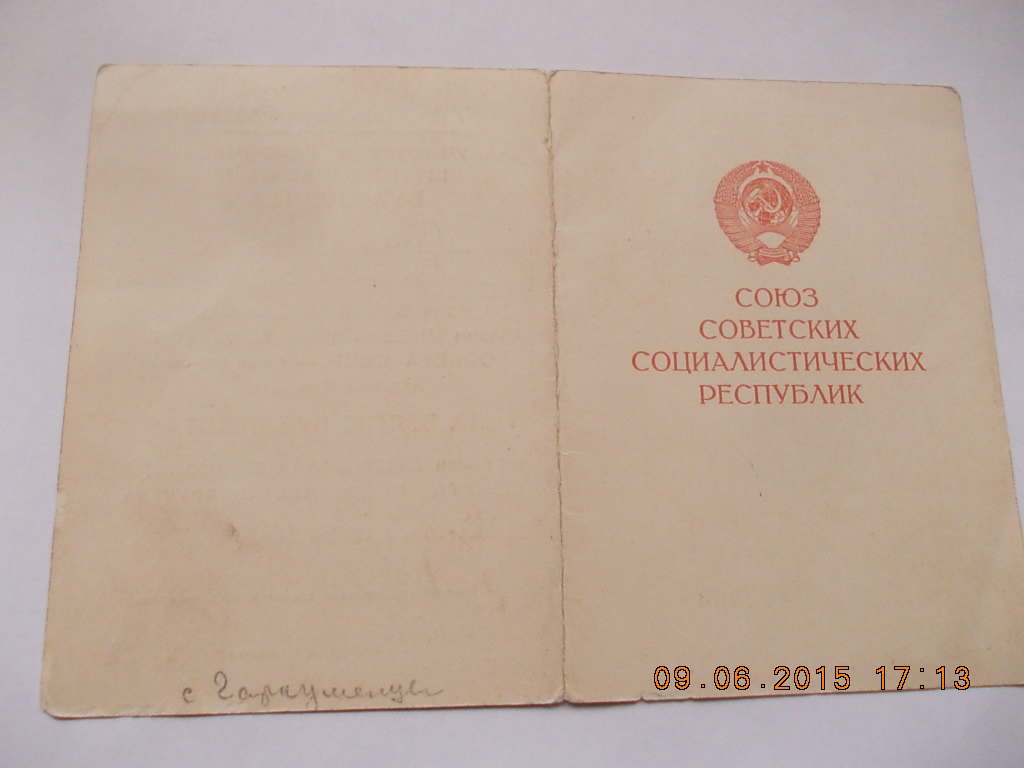 СОЮЗ
СОВЕТСКИХ
СОЦИАЛИСТИЧЕСКИХ
РЕСПУБЛИК
с
09.06.2015 17:13